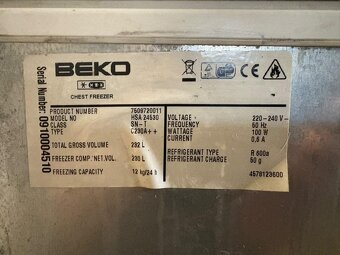 BEKO
CHEST FREEZER
Serial Number: 0910004510
PRODUCT NUMBER 7509720011
MODEL NO HSA 24530
CLASS SN-T
TYPE C230A++
TOTAL GROSS VOLUME 232 L
FREEZER COMP.NET.VOL. 230 L
FREEZING CAPACITY 12 kg/24 h
VOLTAGE 220-240 V~
FREQUENCY 50 Hz
WATTAGE 100 W
CURRENT 0,6 A
REFRIGERANT TYPE R 600a
REFRIGERANT CHARGE 60 g
4578123600